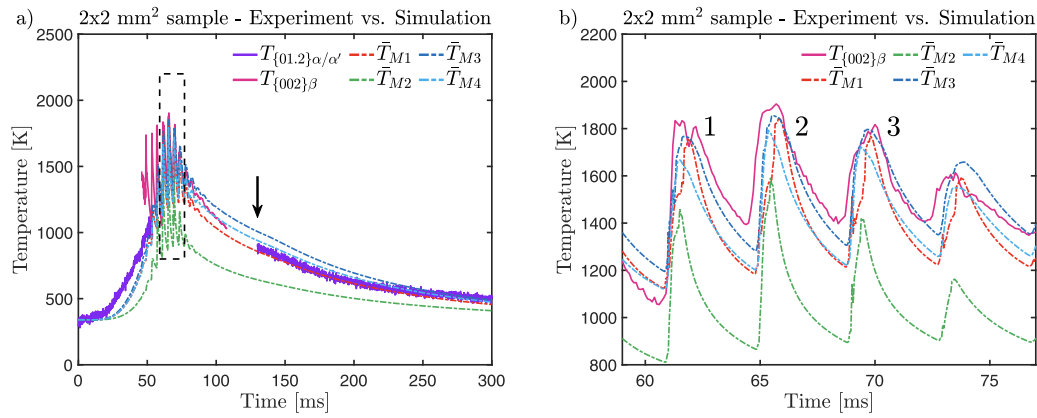 a)
2x2 mm² sample - Experiment vs. Simulation
Temperature [K]
2500
2000
1500
1000
500
0
T_{{01.2}α/α′}
T_{{002}β}
T̄_{M1}
T̄_{M2}
T̄_{M3}
T̄_{M4}
0 50 100 150 200 250 300
Time [ms]
b)
2x2 mm² sample - Experiment vs. Simulation
Temperature [K]
2200
2000
1800
1600
1400
1200
1000
800
T_{{002}β}
T̄_{M1}
T̄_{M2}
T̄_{M3}
T̄_{M4}
1 2 3
60 65 70 75
Time [ms]